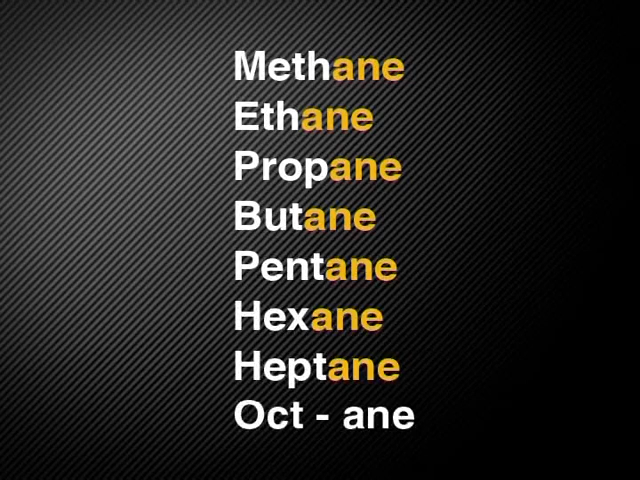 Methane
Ethane
Propane
Butane
Pentane
Hexane
Heptane
Oct - ane